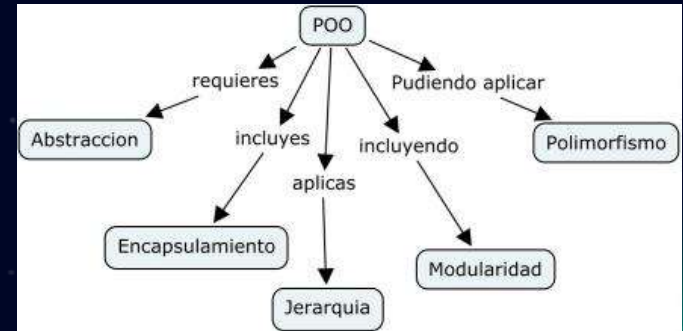 POO
requieres
Pudiendo aplicar
Abstraccion
incluyes
incluyendo
Polimorfismo
aplicas
Encapsulamiento
Modularidad
Jerarquia